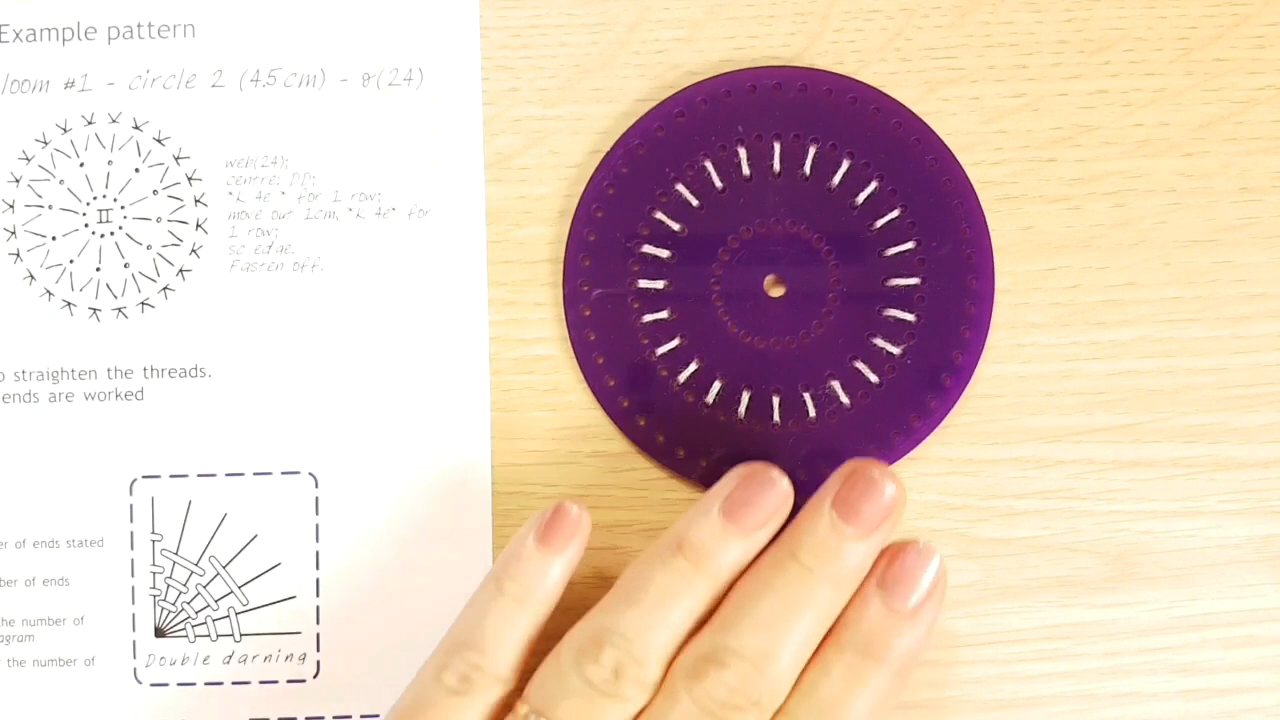 Example pattern
loom #1 - circle 2 (4.5cm) - 8(24)
web(24);
centre: DD;
*K 4e* for 1 row;
move out 1cm, *K 4e* for
1 row;
sc edge.
Fasten off.
II
o straighten the threads.
ends are worked
er of ends stated
ber of ends
the number of
agram
the number of
Double darning